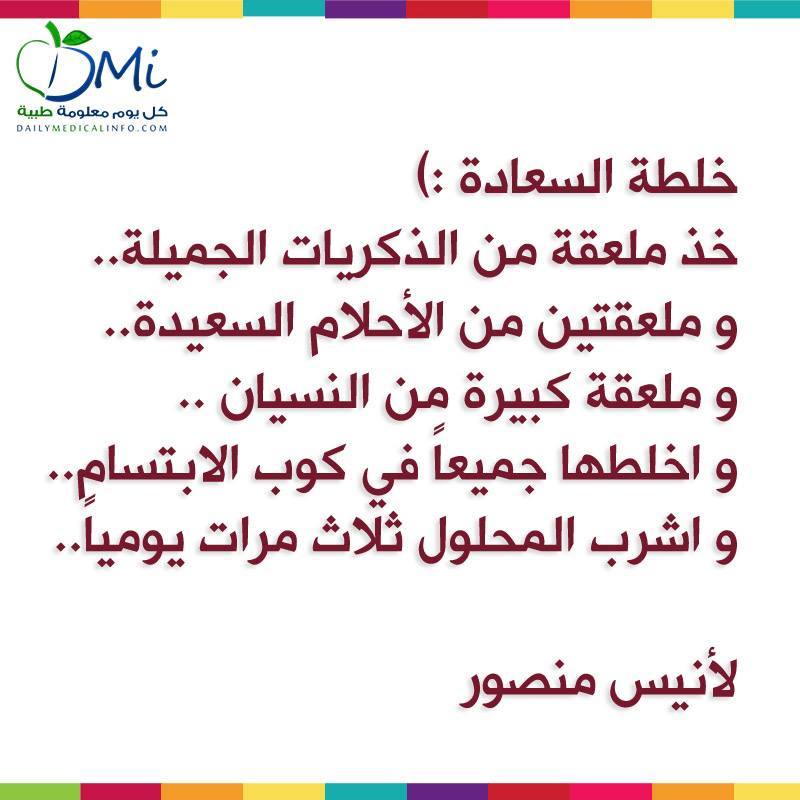 DMi
كل يوم معلومة طبية
DAILYMEDICALINFO.COM
خلطة السعادة :)
خذ ملعقة من الذكريات الجميلة..
و ملعقتين من الأحلام السعيدة..
و ملعقة كبيرة من النسيان ..
و اخلطها جميعاً في كوب الابتسام..
و اشرب المحلول ثلاث مرات يومياً..
لأنيس منصور